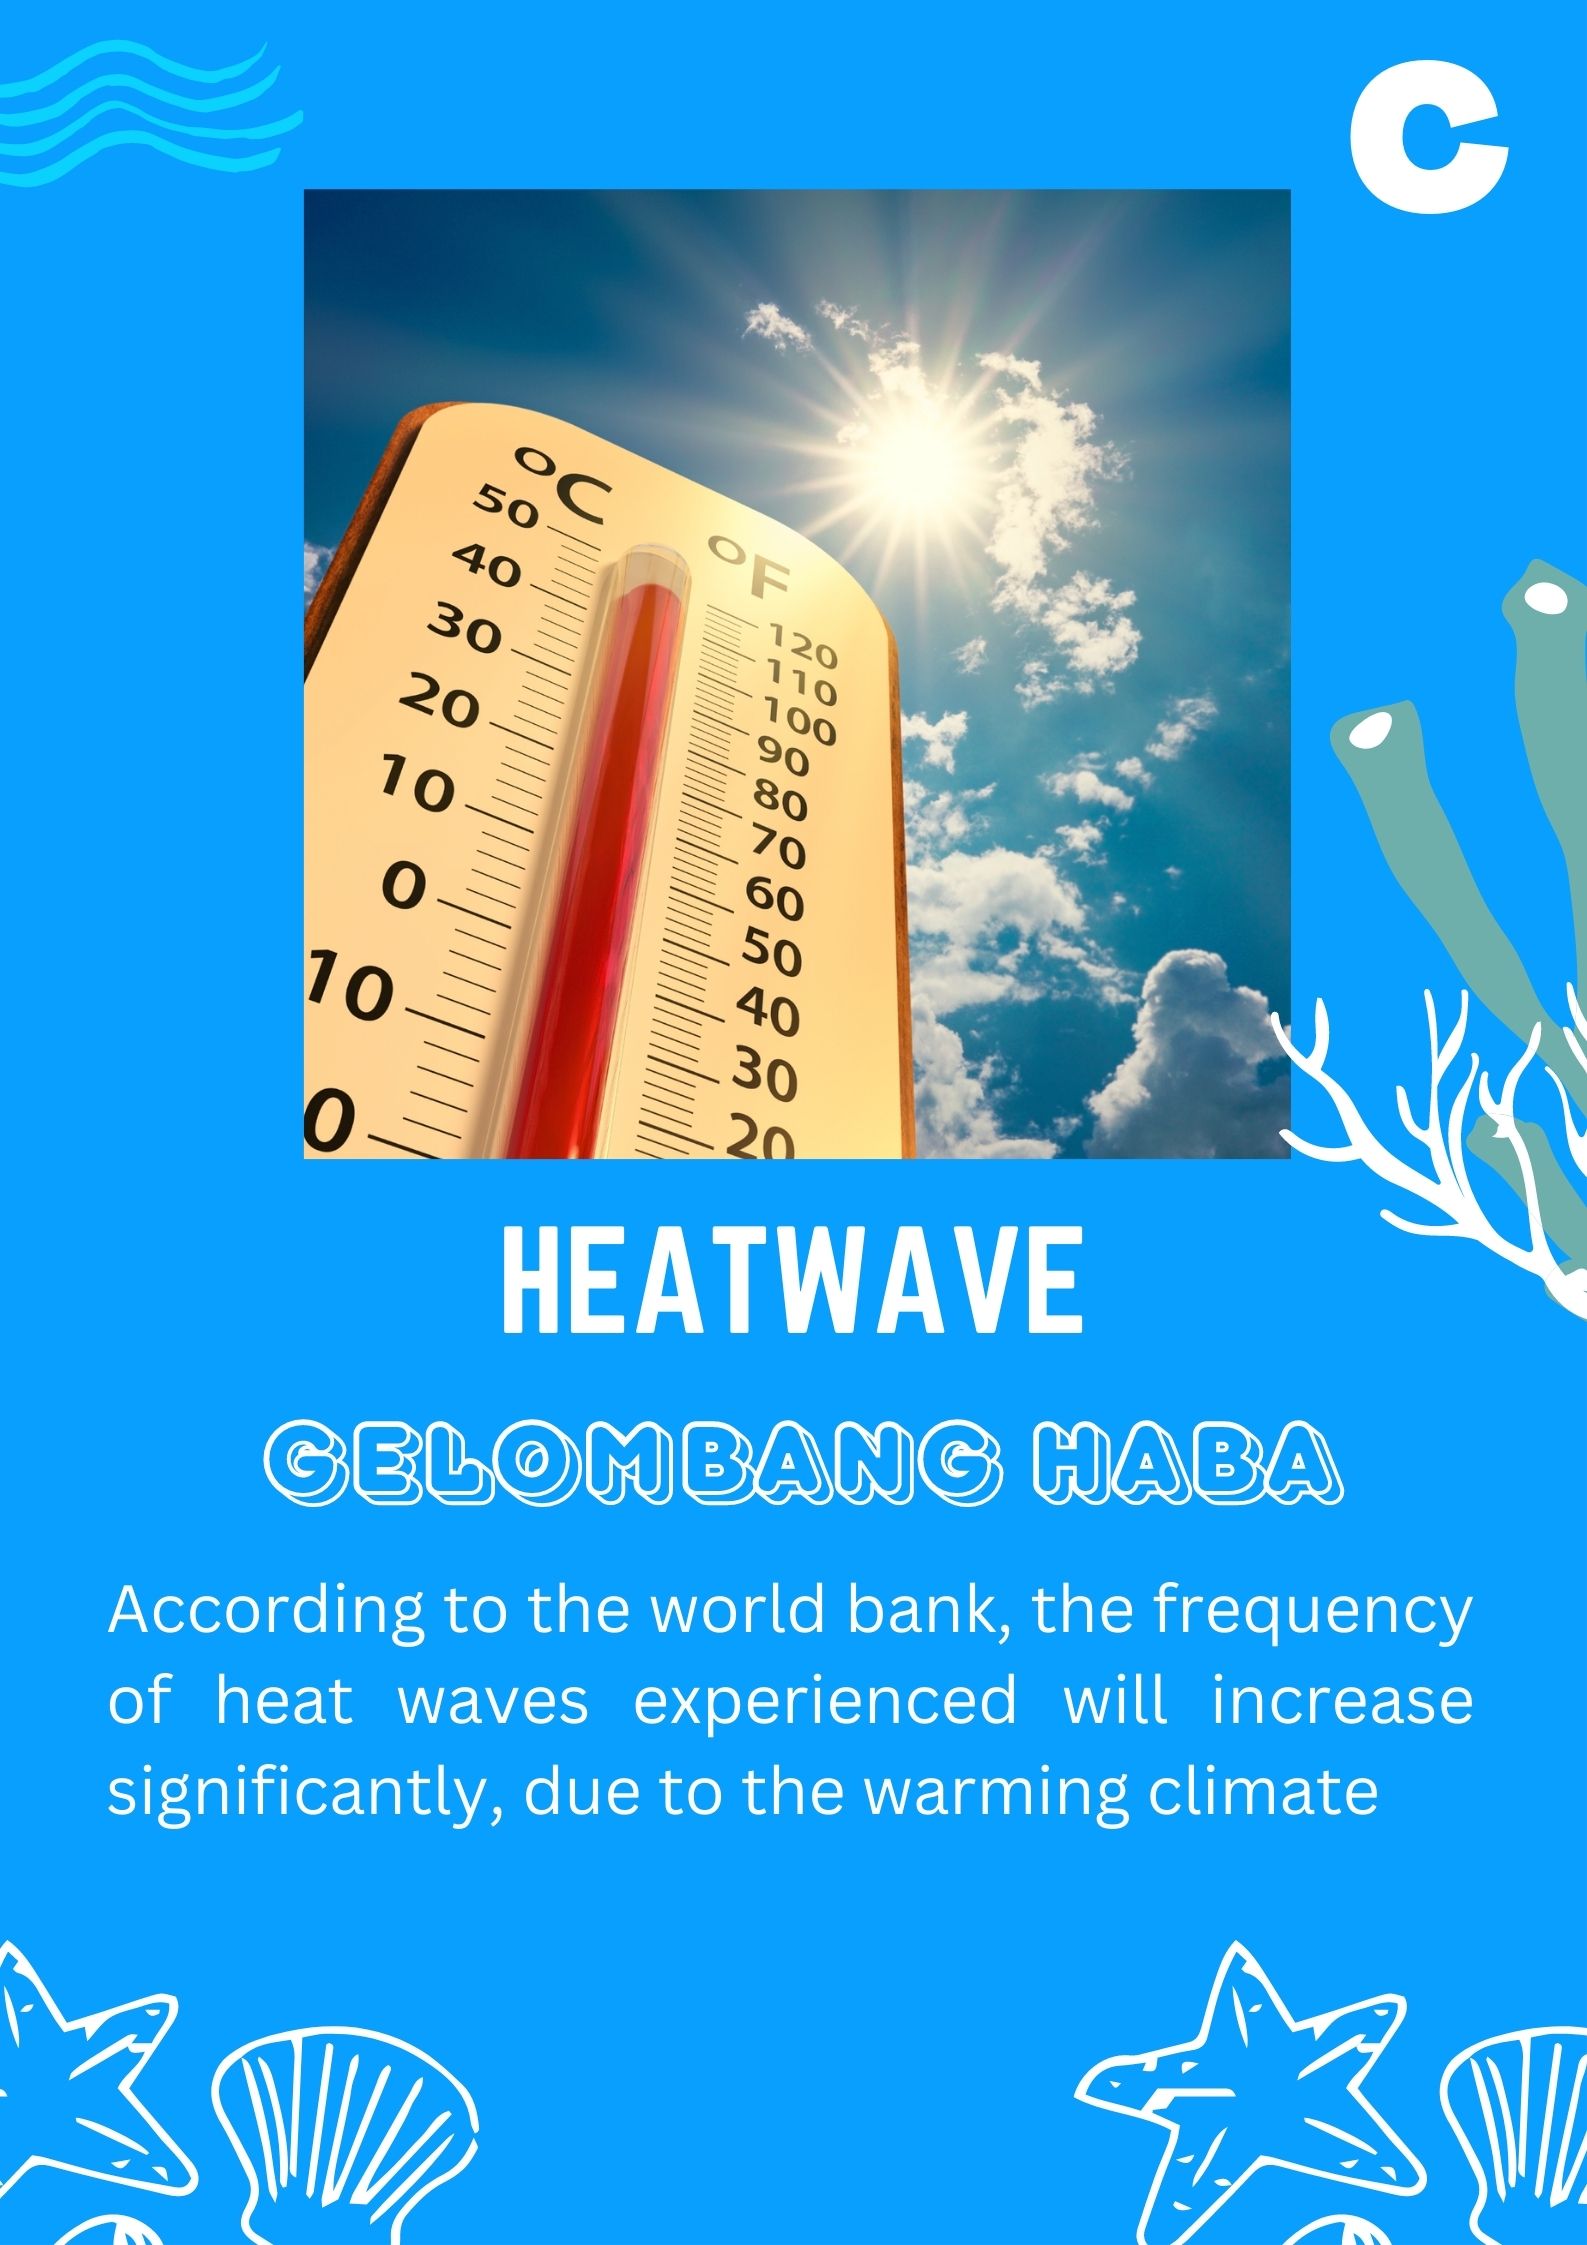 C
°C
50
40
30
20
10
0
10
0
°F
120
110
100
90
80
70
60
50
40
30
20
HEATWAVE
GELOMBANG HABA
According to the world bank, the frequency
of heat waves experienced will increase
significantly, due to the warming climate